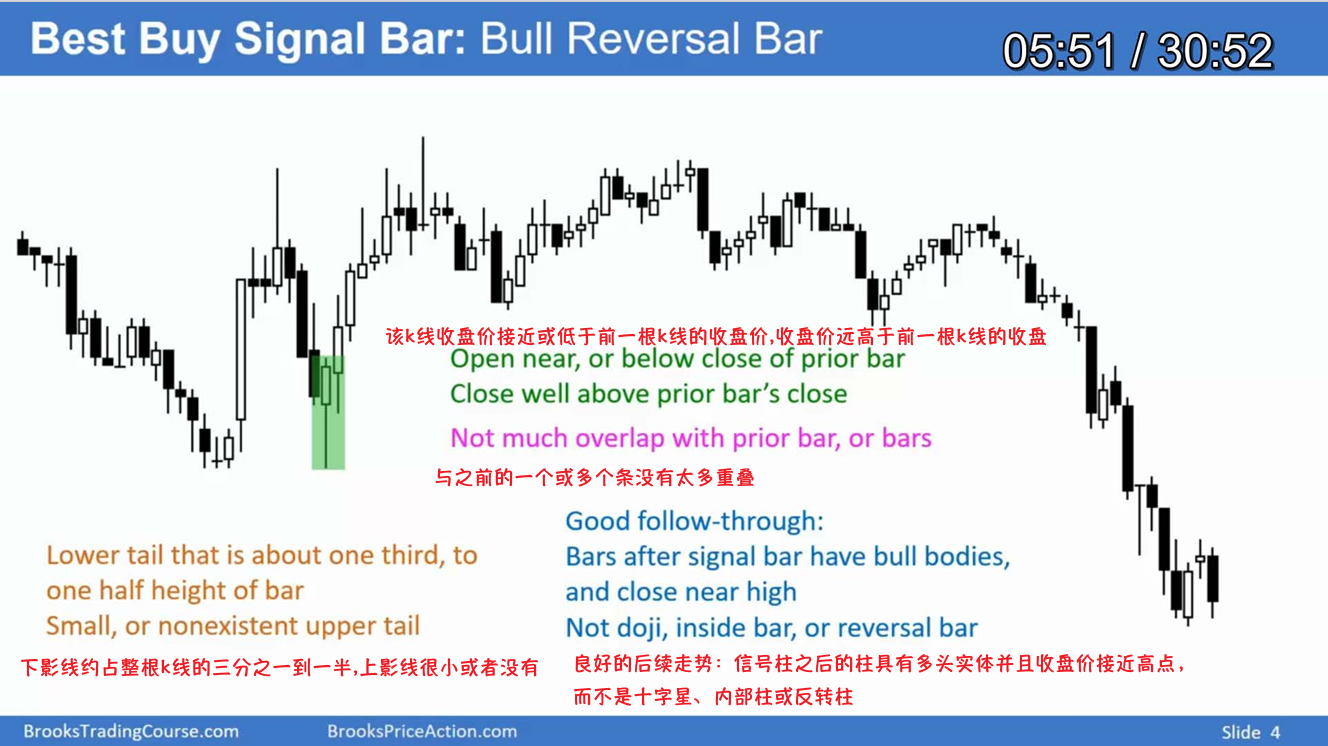 Best Buy Signal Bar: Bull Reversal Bar
05:51 / 30:52
该k线收盘价接近或低于前一根k线的收盘价,收盘价远高于前一根k线的收盘
Open near, or below close of prior bar
Close well above prior bar's close
Not much overlap with prior bar, or bars
与之前的一个或多个条没有太多重叠
Lower tail that is about one third, to
one half height of bar
Small, or nonexistent upper tail
下影线约占整根k线的三分之一到一半,上影线很小或者没有
Good follow-through:
Bars after signal bar have bull bodies,
and close near high
Not doji, inside bar, or reversal bar
良好的后续走势：信号柱之后的柱具有多头实体并且收盘价接近高点，
而不是十字星、内部柱或反转柱
BrooksTradingCourse.com
BrooksPriceAction.com
Slide 4